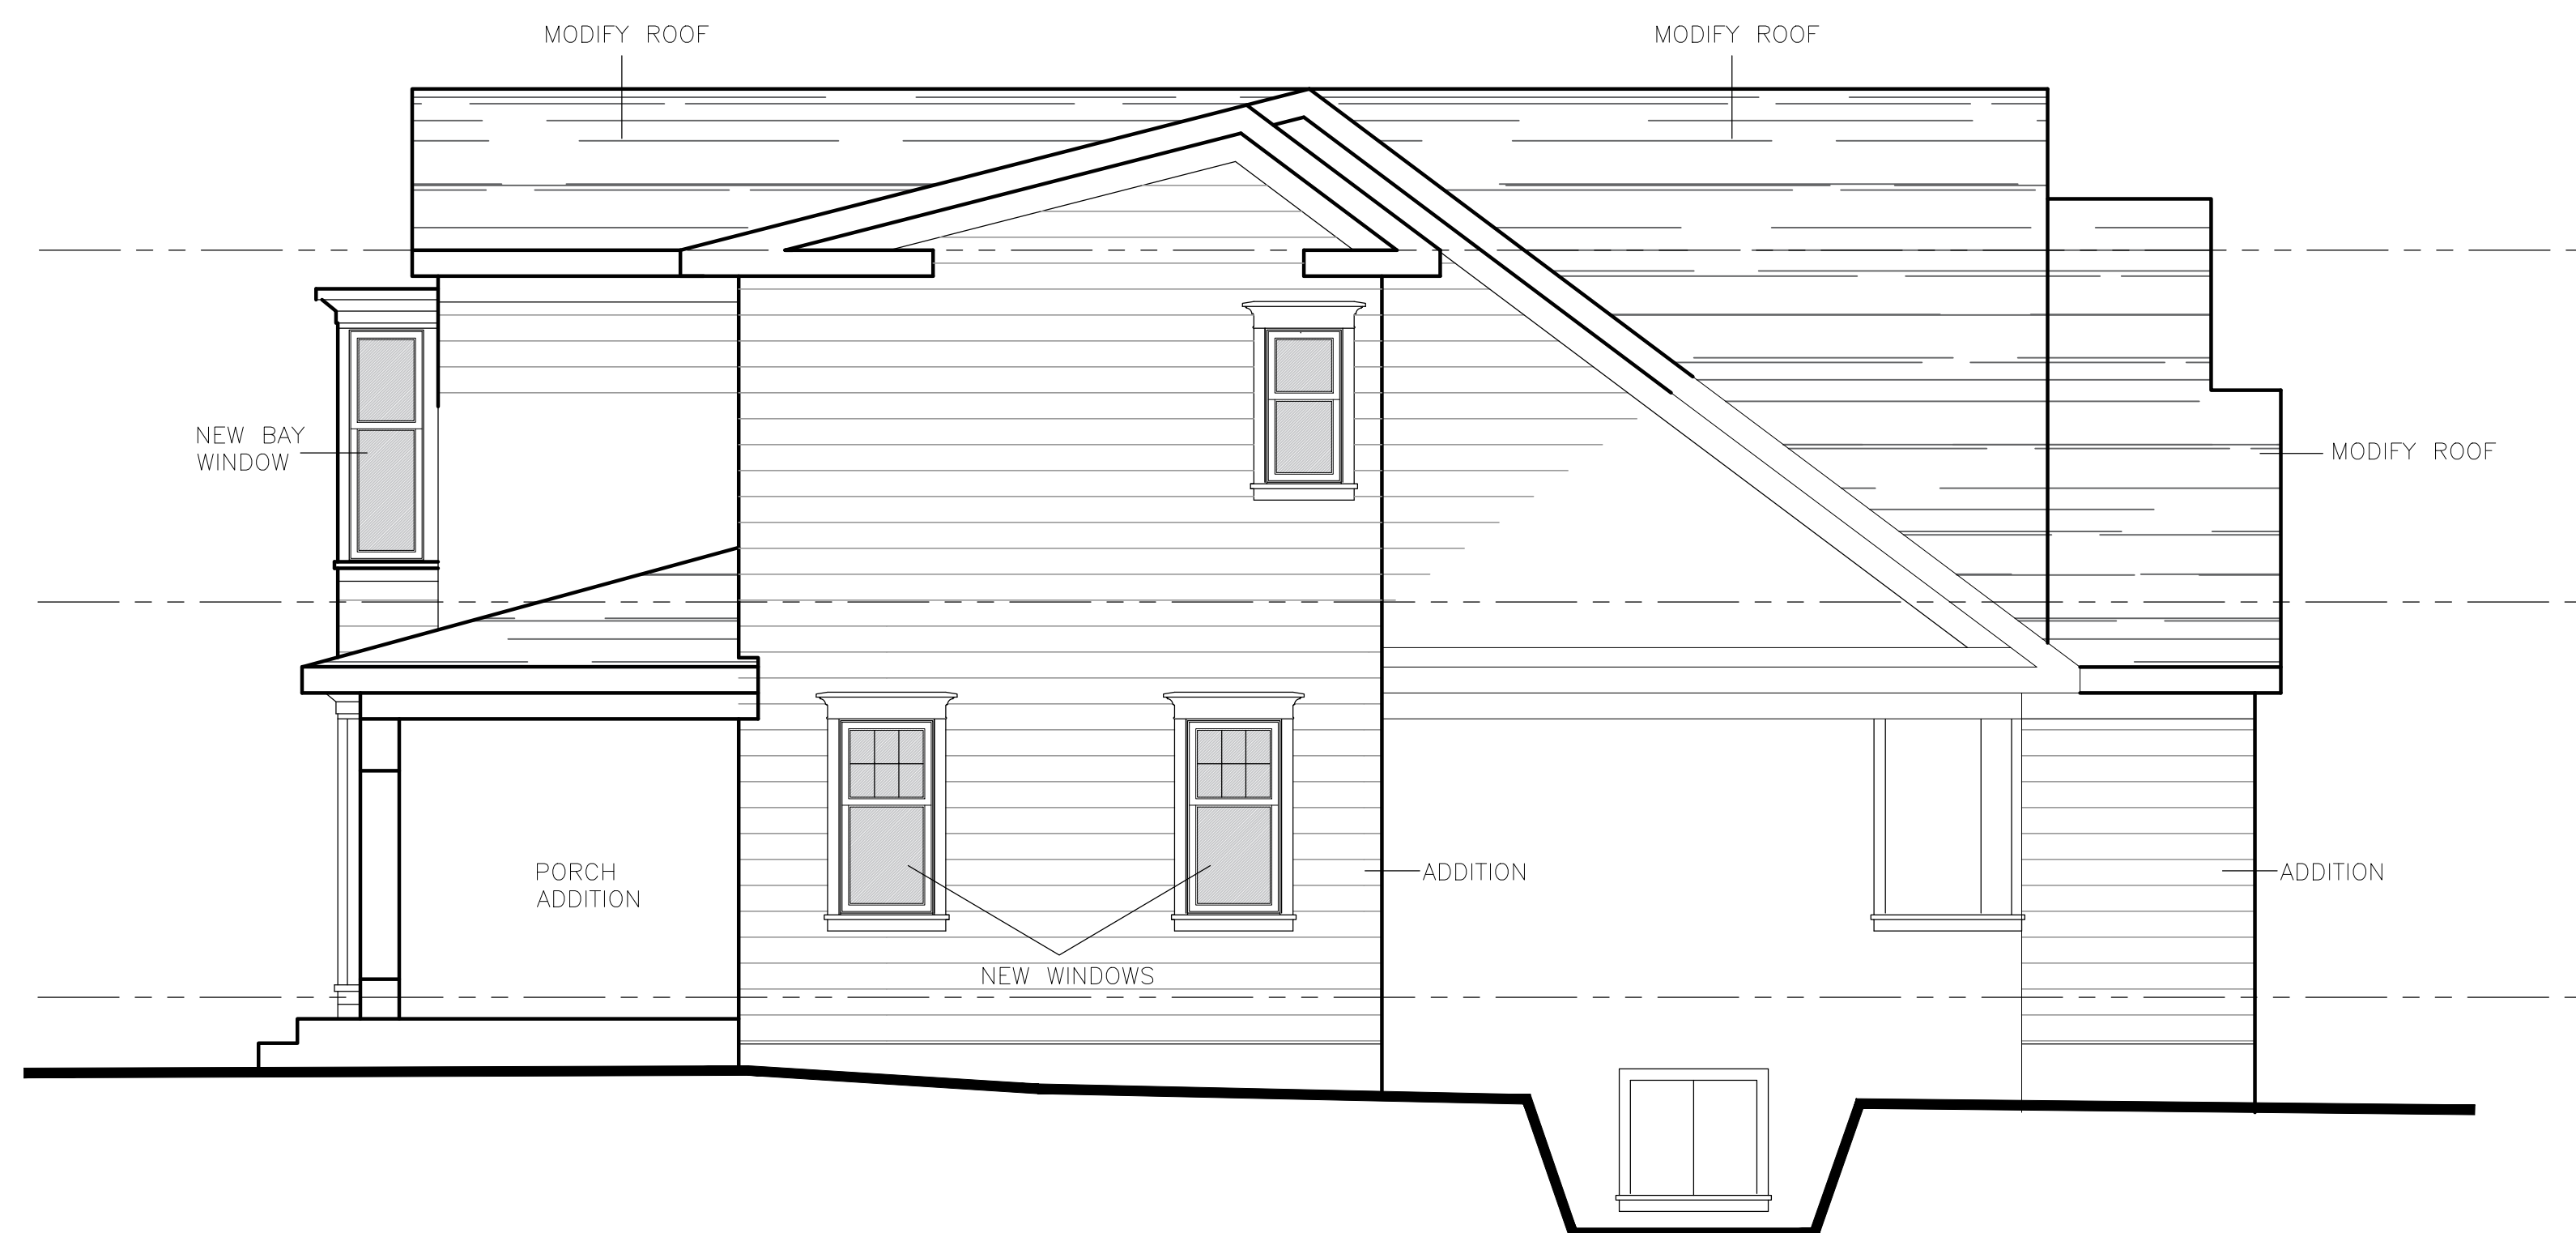 MODIFY ROOF
MODIFY ROOF
NEW BAY
WINDOW
MODIFY ROOF
PORCH
ADDITION
ADDITION
ADDITION
NEW WINDOWS